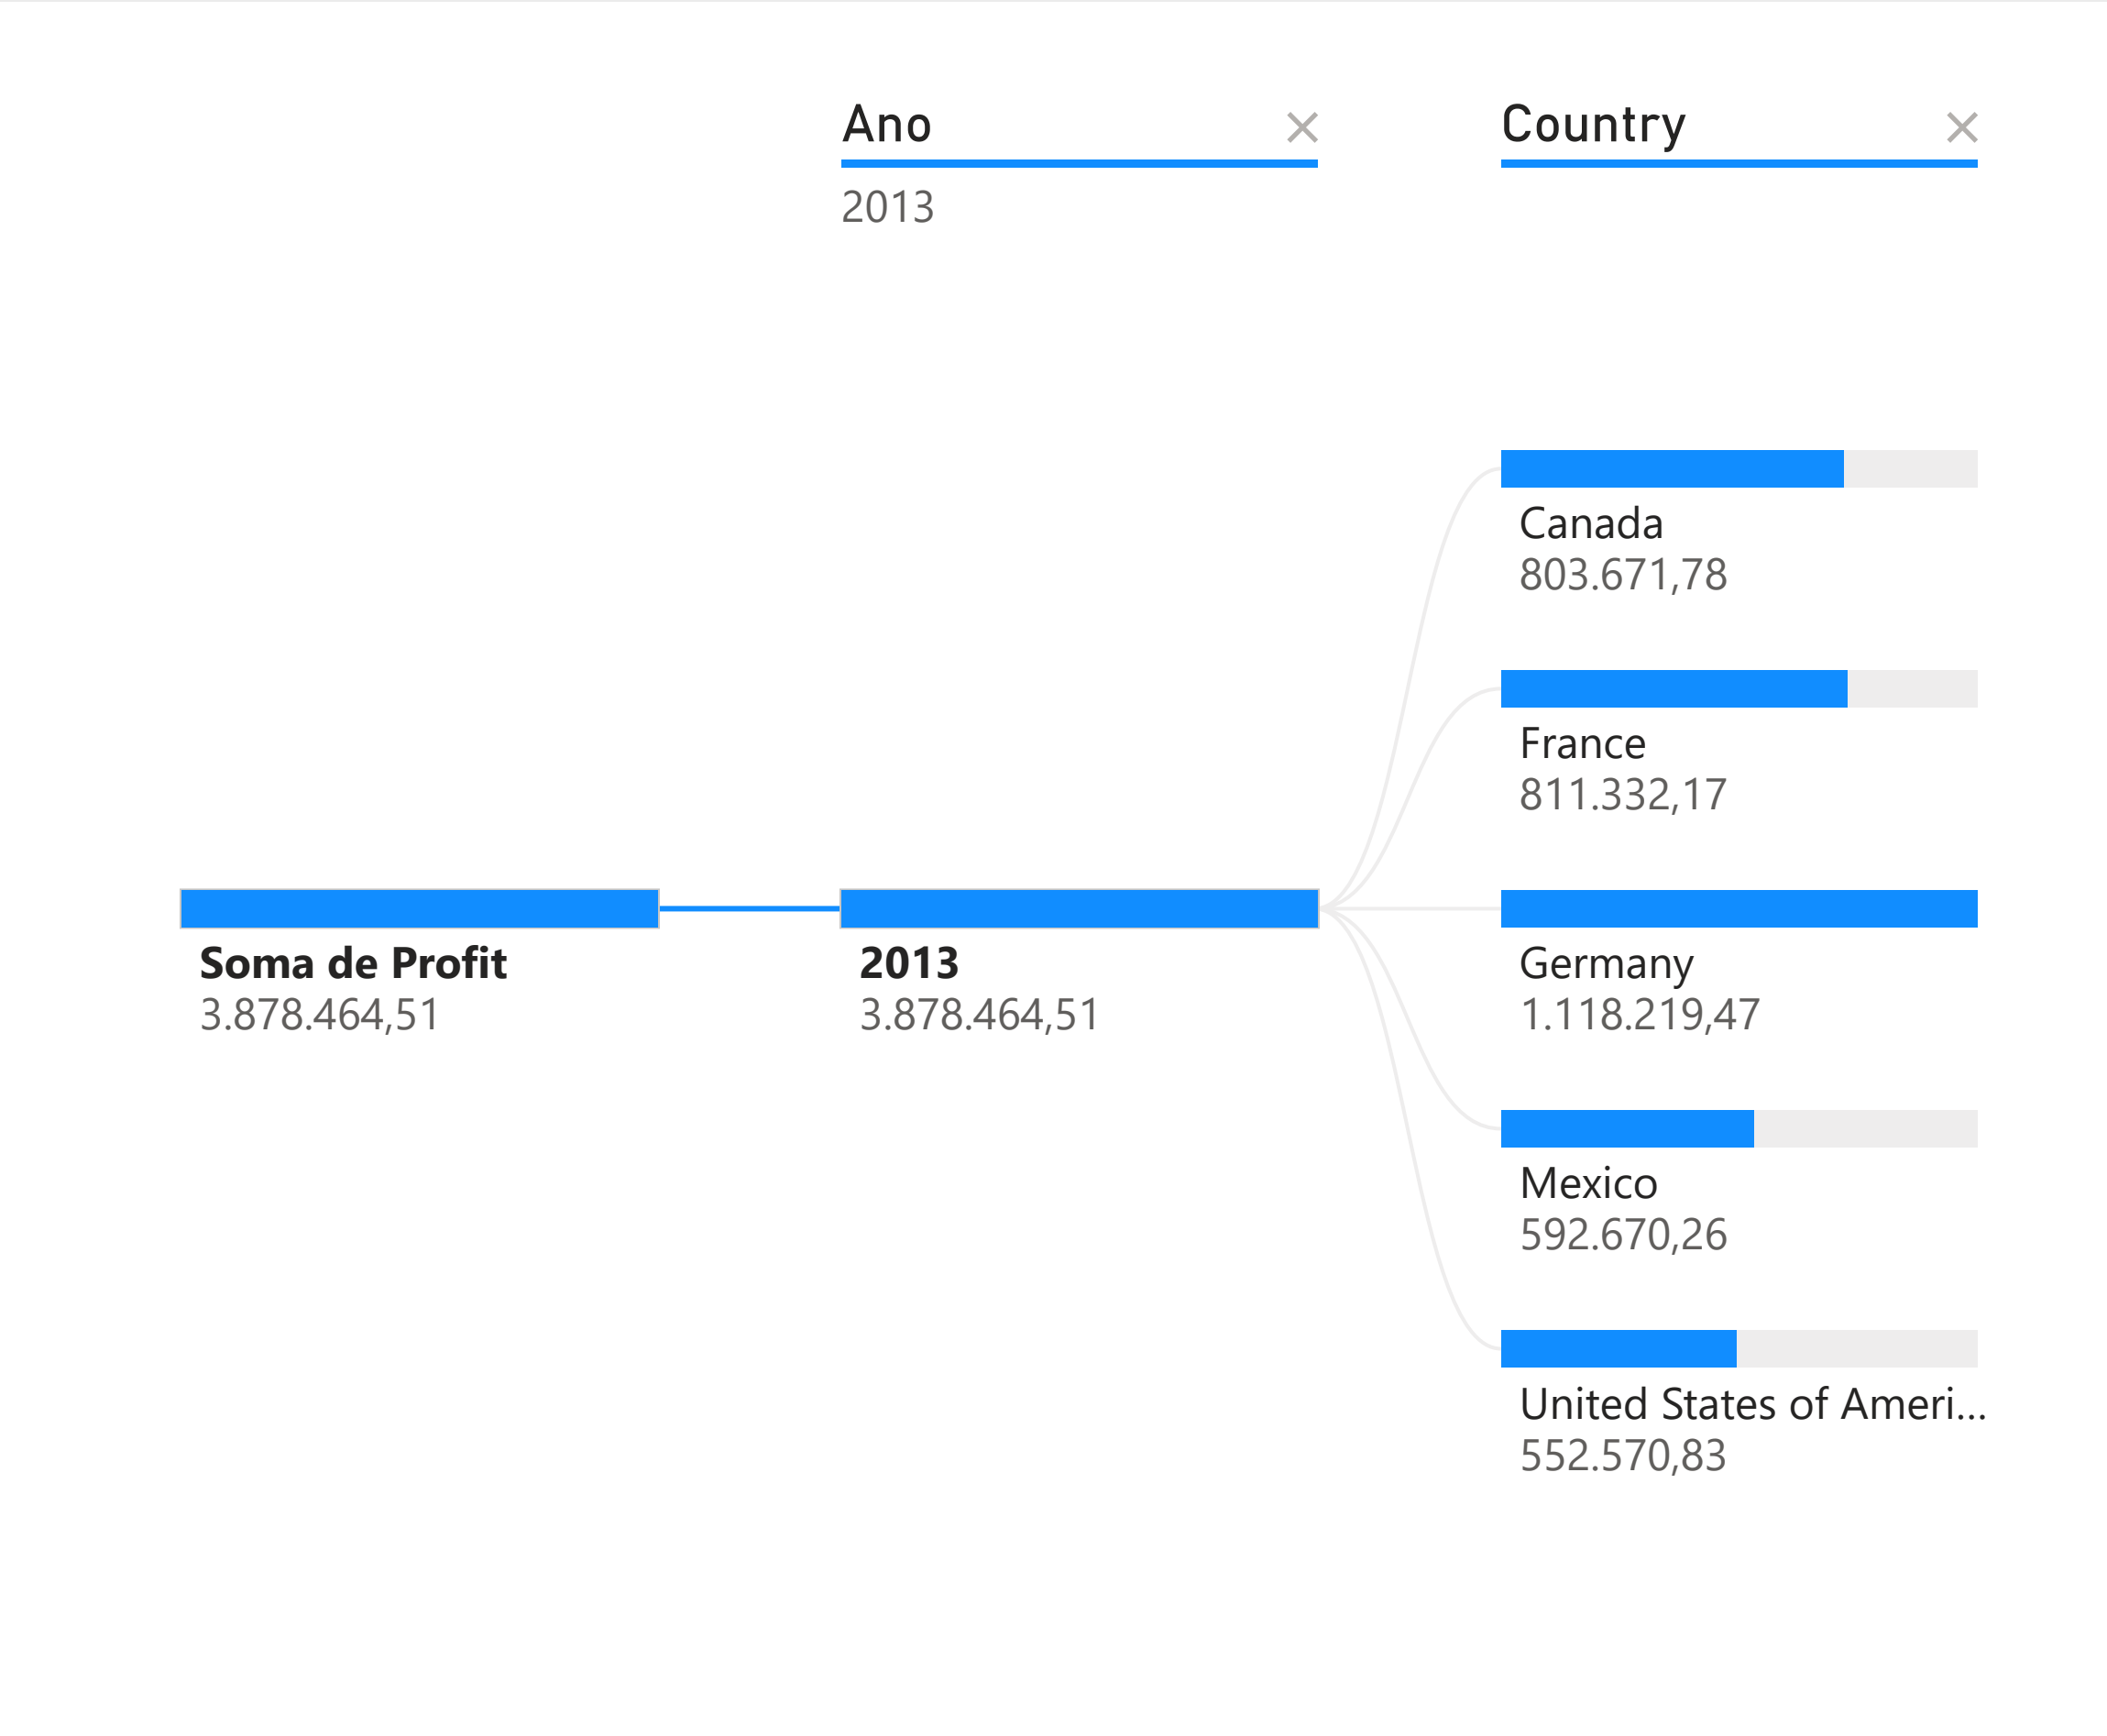 Ano
Country
2013
Canada
803.671,78
France
811.332,17
Soma de Profit
3.878.464,51
2013
3.878.464,51
Germany
1.118.219,47
Mexico
592.670,26
United States of Ameri...
552.570,83